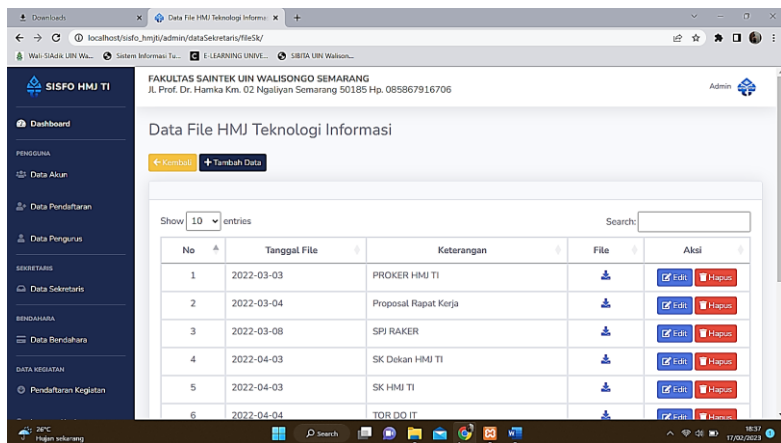 Downloads
Data File HMJ Teknologi Informa
localhost/sisfo_hmjti/admin/dataSekretaris/fileSk/
Wali-SIAdik UIN Wa...
Sistem Informasi Tu...
E-LEARNING UNIVE...
SIBITA UIN Walison...
SISFO HMJ TI
FAKULTAS SAINTEK UIN WALISONGO SEMARANG
Jl. Prof. Dr. Hamka Km. 02 Ngaliyan Semarang 50185 Hp. 085867916706
Admin
Dashboard
PENGGUNA
Data Akun
Data Pendaftaran
Data Pengurus
SEKRETARIS
Data Sekretaris
BENDAHARA
Data Bendahara
DATA KEGIATAN
Pendaftaran Kegiatan
Data File HMJ Teknologi Informasi
Kembali
Tambah Data
Show 10 entries
Search:
No Tanggal File Keterangan File Aksi
1 2022-03-03 PROKER HMJ TI Edit Hapus
2 2022-03-04 Proposal Rapat Kerja Edit Hapus
3 2022-03-08 SPJ RAKER Edit Hapus
4 2022-04-03 SK Dekan HMJ TI Edit Hapus
5 2022-04-03 SK HMJ TI Edit Hapus
6 2022-04-04 TOR DO IT Edit Hapus
26°C
Hujan sekarang
Search
18:37
17/02/2023